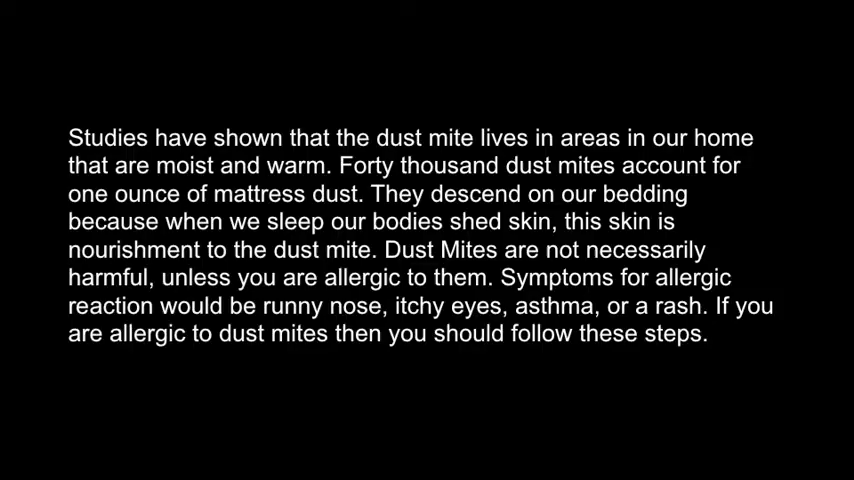 Studies have shown that the dust mite lives in areas in our home
that are moist and warm. Forty thousand dust mites account for
one ounce of mattress dust. They descend on our bedding
because when we sleep our bodies shed skin, this skin is
nourishment to the dust mite. Dust Mites are not necessarily
harmful, unless you are allergic to them. Symptoms for allergic
reaction would be runny nose, itchy eyes, asthma, or a rash. If you
are allergic to dust mites then you should follow these steps.